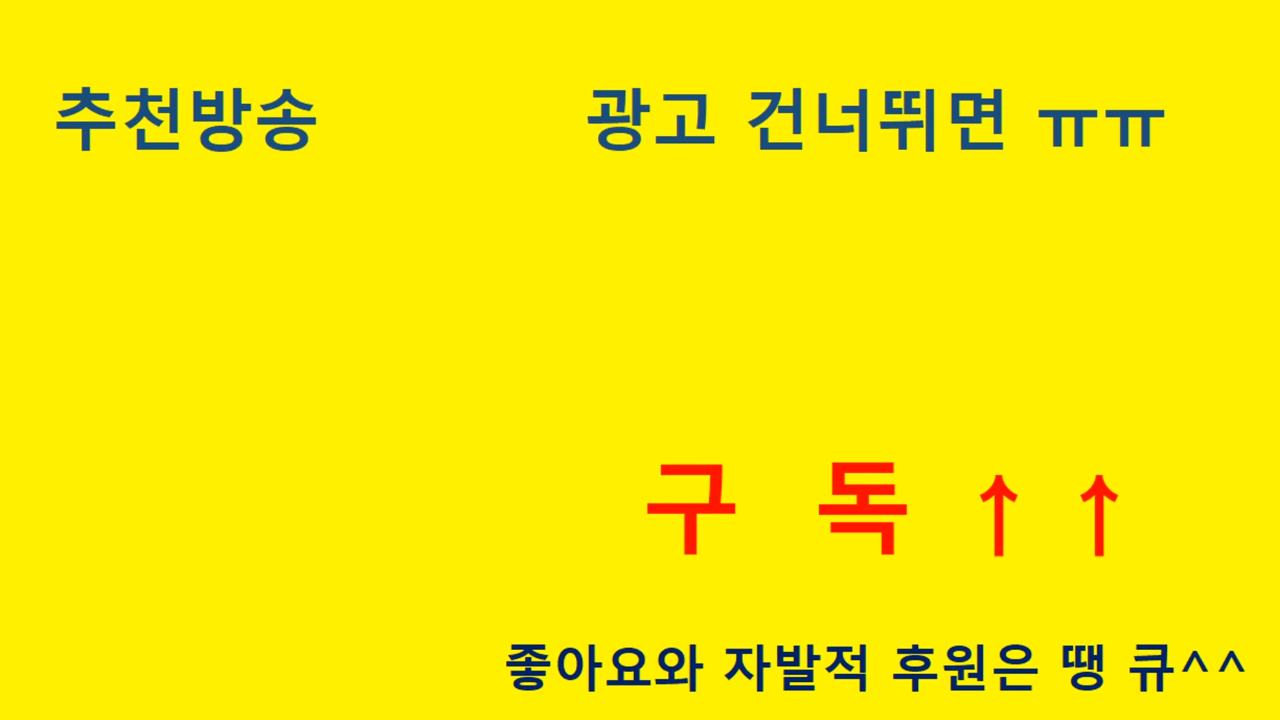 추천방송
광고 건너뛰면 ㅠㅠ
구 독 ↑ ↑
좋아요와 자발적 후원은 땡 큐^^